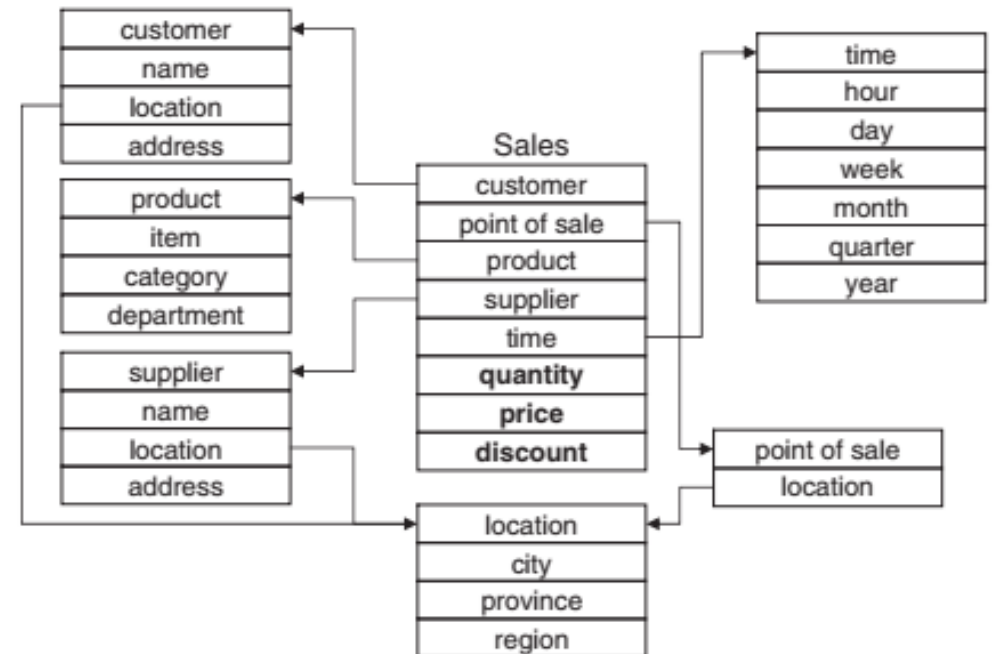 customer
name
location
address
product
item
category
department
supplier
name
location
address
Sales
customer
point of sale
product
supplier
time
quantity
price
discount
location
city
province
region
time
hour
day
week
month
quarter
year
point of sale
location